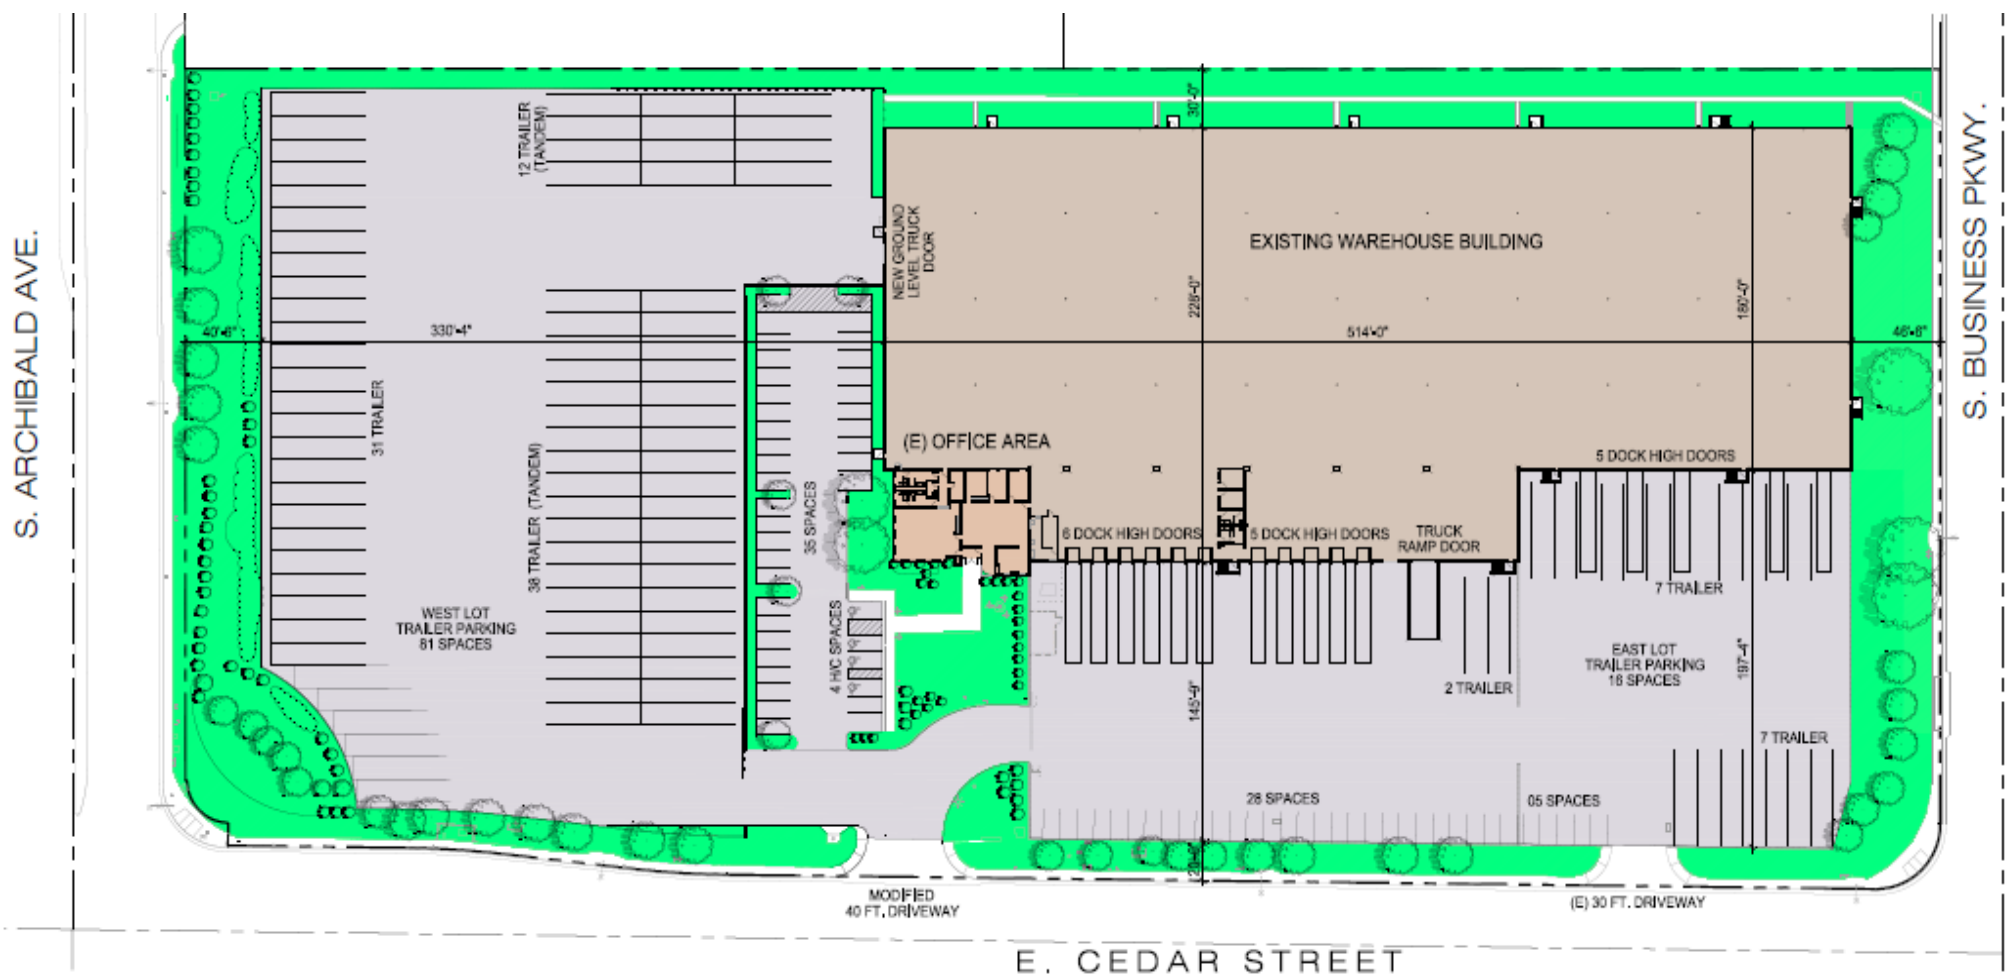 S. ARCHIBALD AVE.
12 TRAILER
(TANDEM)
30'-0"
NEW GROUND
LEVEL TRUCK
DOOR
EXISTING WAREHOUSE BUILDING
228'-0"
180'-0"
40'-6"
330'-4"
514'-0"
46'-6"
S. BUSINESS PKWY.
31 TRAILER
38 TRAILER (TANDEM)
(E) OFFICE AREA
5 DOCK HIGH DOORS
35 SPACES
6 DOCK HIGH DOORS
5 DOCK HIGH DOORS
TRUCK
RAMP DOOR
7 TRAILER
WEST LOT
TRAILER PARKING
81 SPACES
4 H/C SPACES
EAST LOT
TRAILER PARKING
16 SPACES
197'-4"
2 TRAILER
145'-9"
7 TRAILER
28 SPACES
05 SPACES
20'-0"
MODIFIED
40 FT. DRIVEWAY
(E) 30 FT. DRIVEWAY
E. CEDAR STREET